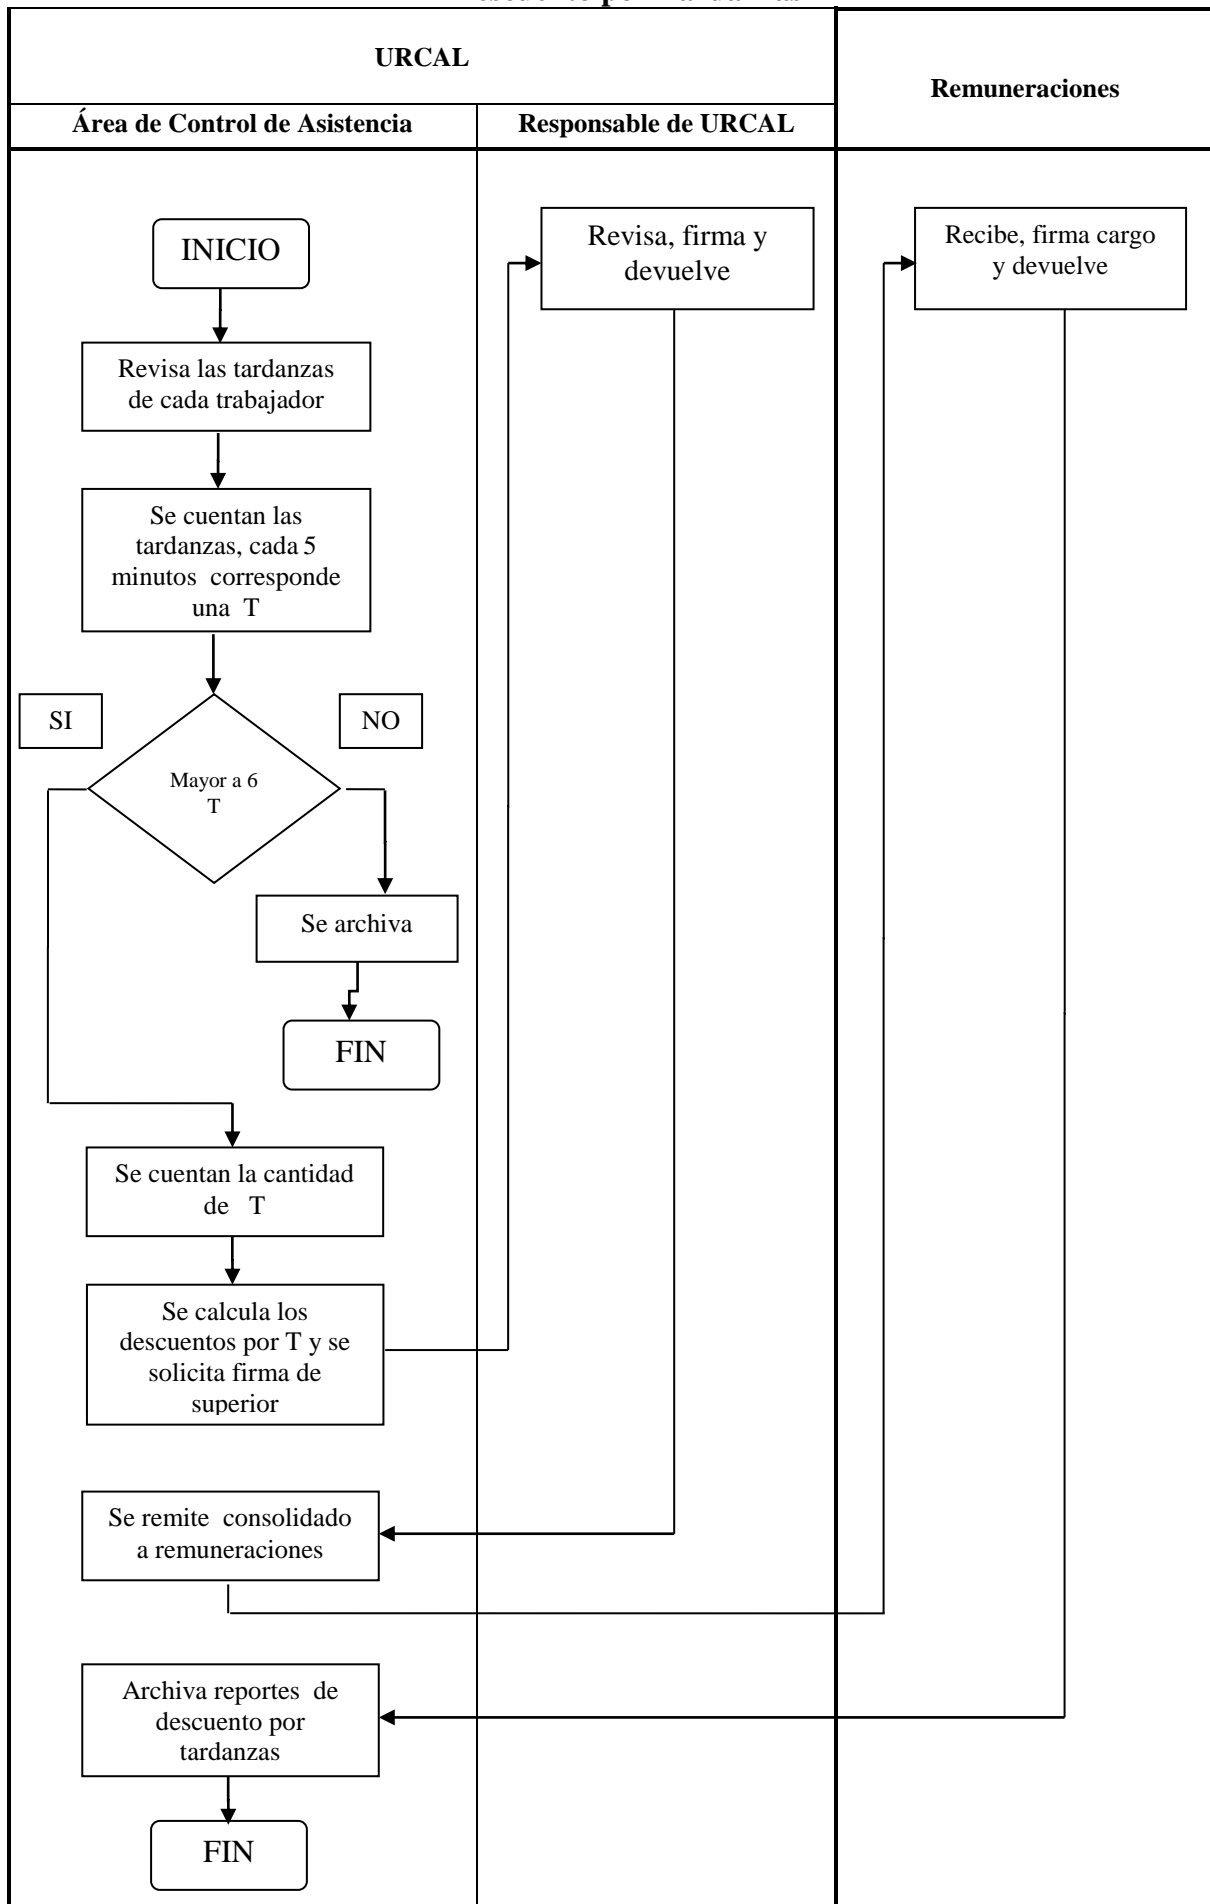 URCAL
Remuneraciones
Área de Control de Asistencia
Responsable de URCAL
INICIO
Revisa las tardanzas
de cada trabajador
Se cuentan las
tardanzas, cada 5
minutos corresponde
una T
SI
NO
Mayor a 6
T
Se archiva
FIN
Se cuentan la cantidad
de T
Se calcula los
descuentos por T y se
solicita firma de
superior
Revisa, firma y
devuelve
Se remite consolidado
a remuneraciones
Recibe, firma cargo
y devuelve
Archiva reportes de
descuento por
tardanzas
FIN